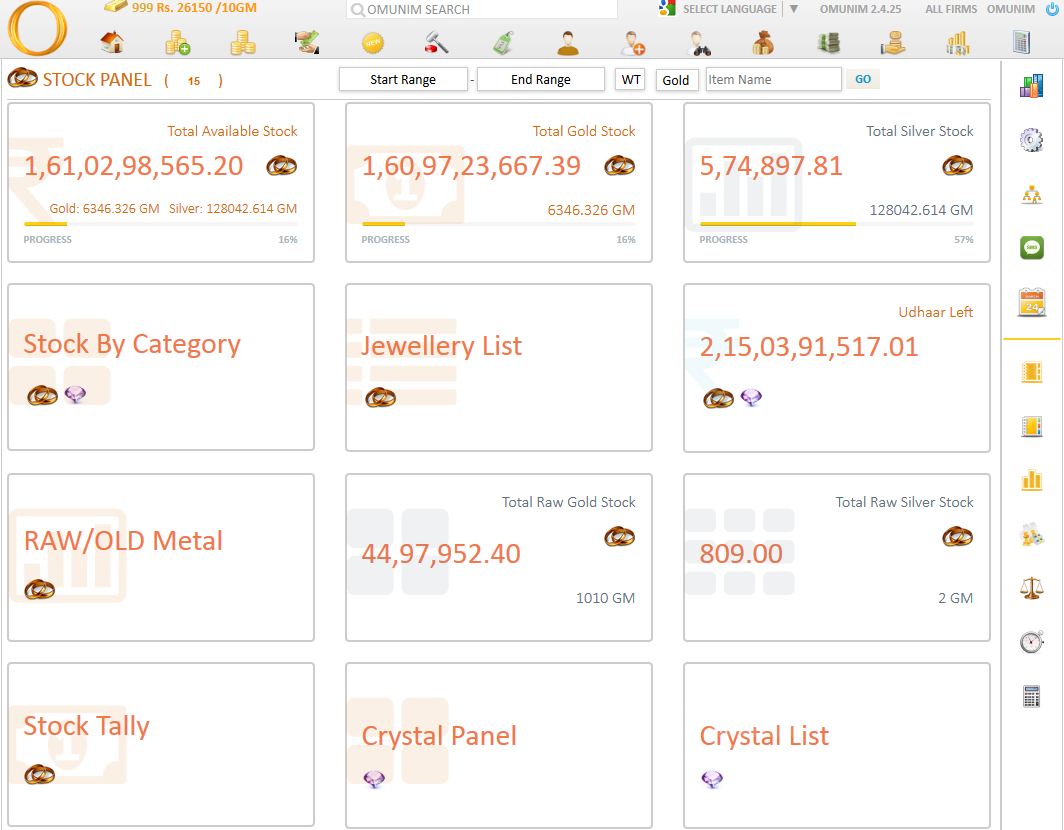 999 Rs. 26150 /10GM
OMUNIM SEARCH
SELECT LANGUAGE ▼ OMUNIM 2.4.25 ALL FIRMS OMUNIM
NEW
STOCK PANEL ( 15 )
Start Range - End Range WT Gold Item Name GO
Total Available Stock
1,61,02,98,565.20
Gold: 6346.326 GM Silver: 128042.614 GM
PROGRESS 16%
Total Gold Stock
1,60,97,23,667.39
6346.326 GM
PROGRESS 16%
Total Silver Stock
5,74,897.81
128042.614 GM
PROGRESS 57%
SMS
Stock By Category
Jewellery List
Udhaar Left
2,15,03,91,517.01
24
RAW/OLD Metal
Total Raw Gold Stock
44,97,952.40
1010 GM
Total Raw Silver Stock
809.00
2 GM
Stock Tally
Crystal Panel
Crystal List